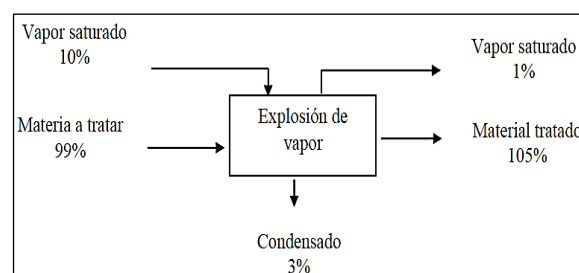 Vapor saturado
10%
Vapor saturado
1%
Materia a tratar
99%
Explosión de
vapor
Material tratado
105%
Condensado
3%